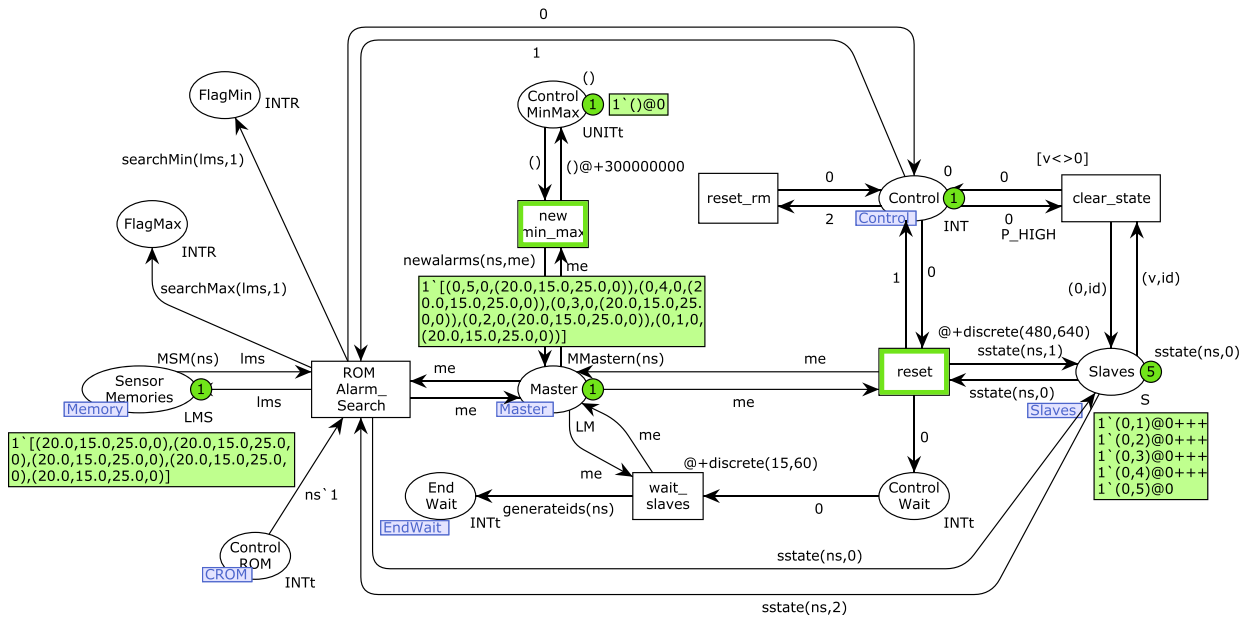 0
1
()
Control
MinMax
1
1`()@0
UNITt
FlagMin
INTR
searchMin(lms,1)
()
()@+300000000
[v<>0]
reset_rm
0
2
Control
1
0
Control
INT
0
0
P_HIGH
clear_state
new
min_max
FlagMax
INTR
newalarms(ns,me)
me
searchMax(lms,1)
1`[(0,5,0,(20.0,15.0,25.0,0)),(0,4,0,(2
0.0,15.0,25.0,0)),(0,3,0,(20.0,15.0,25.
0,0)),(0,2,0,(20.0,15.0,25.0,0)),(0,1,0,
(20.0,15.0,25.0,0))]
1
0
(0,id)
(v,id)
@+discrete(480,640)
sstate(ns,1)
sstate(ns,0)
MSM(ns)
lms
MMastern(ns)
me
Sensor
Memories
1
Memory
LMS
lms
ROM
Alarm_
Search
me
me
Master
1
Master
LM
me
reset
sstate(ns,0)
Slaves
5
Slaves
S
1`[(20.0,15.0,25.0,0),(20.0,15.0,25.0,
0),(20.0,15.0,25.0,0),(20.0,15.0,25.0,
0),(20.0,15.0,25.0,0)]
1`(0,1)@0+++
1`(0,2)@0+++
1`(0,3)@0+++
1`(0,4)@0+++
1`(0,5)@0
me
me
0
@+discrete(15,60)
ns`1
End
Wait
EndWait
INTt
generateids(ns)
wait_
slaves
0
Control
Wait
INTt
Control
ROM
CROM
INTt
sstate(ns,0)
sstate(ns,2)